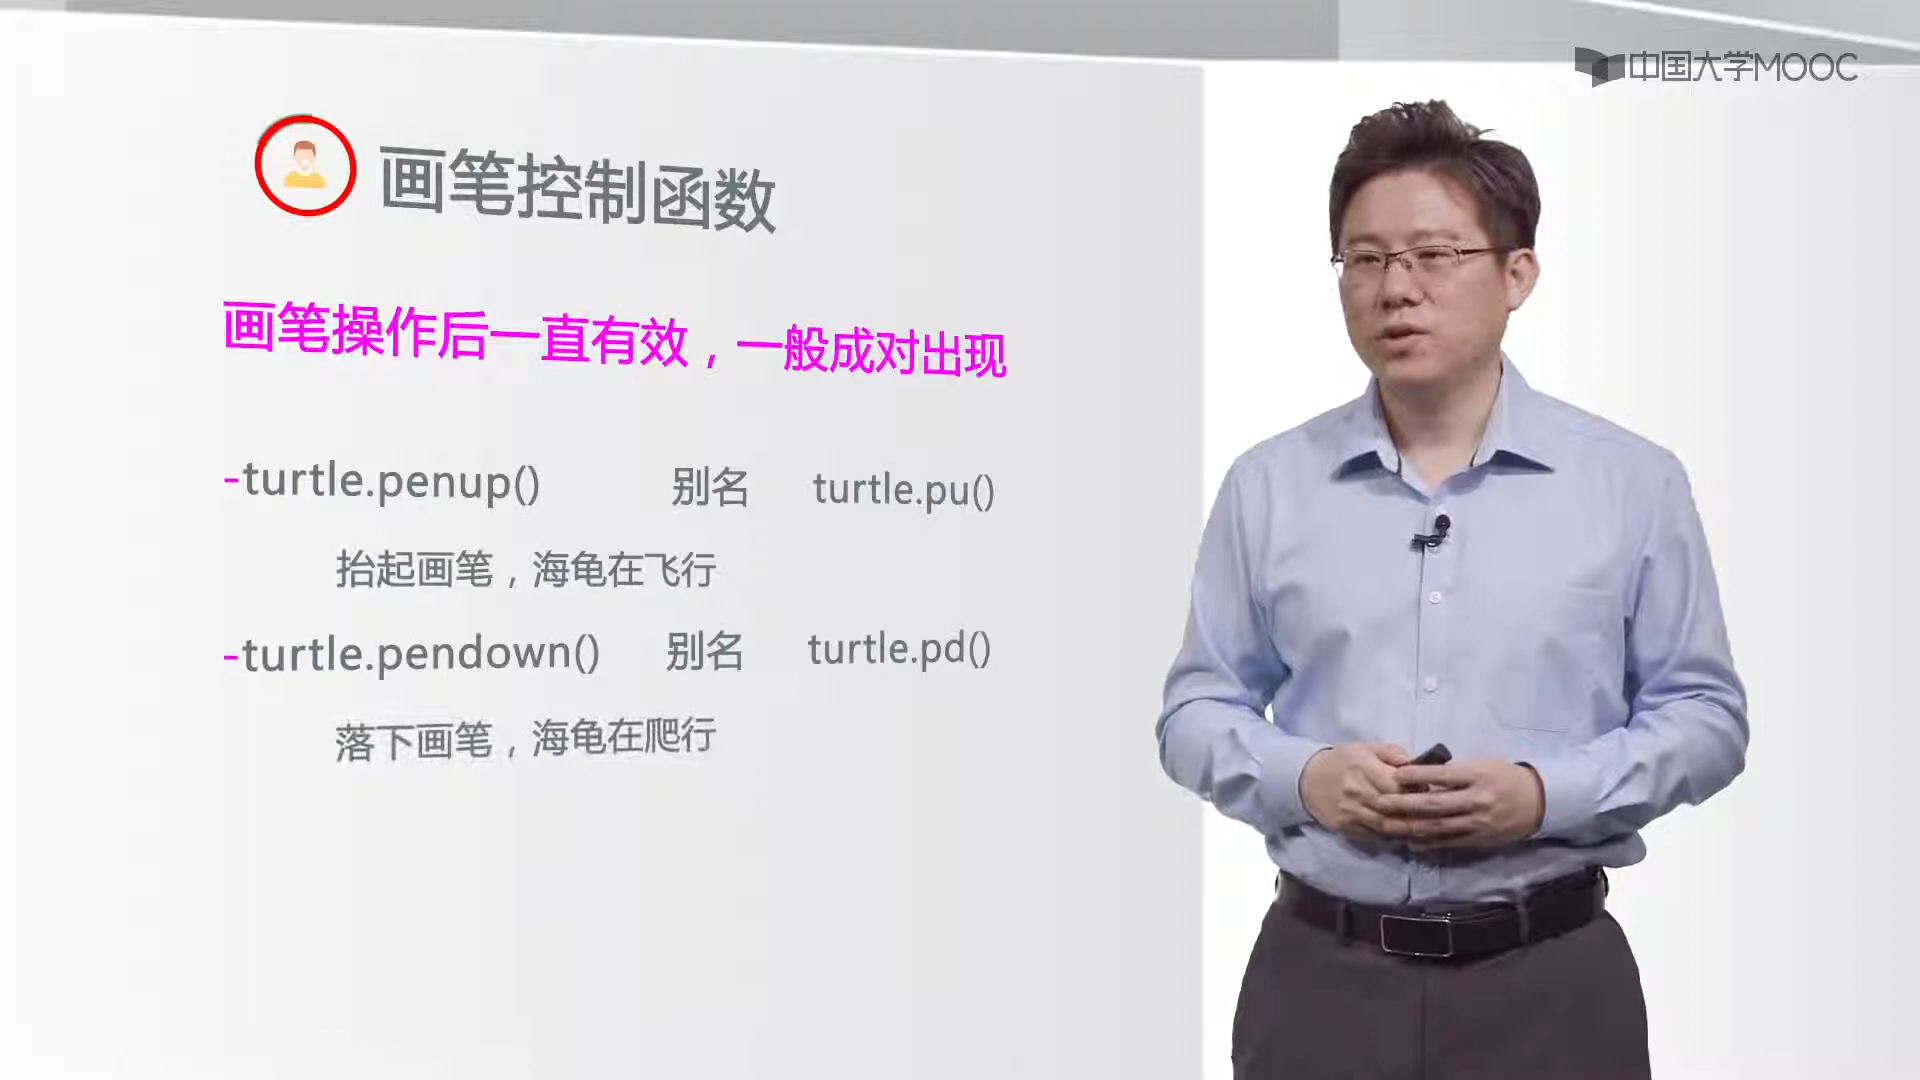 中国大学MOOC
画笔控制函数
画笔操作后一直有效，一般成对出现
-turtle.penup() 别名 turtle.pu()
抬起画笔，海龟在飞行
-turtle.pendown() 别名 turtle.pd()
落下画笔，海龟在爬行